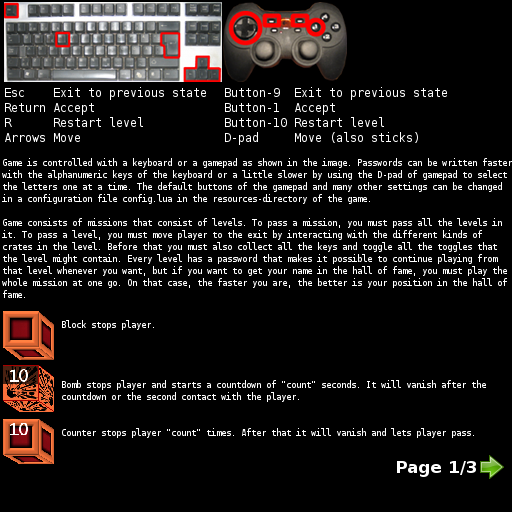 Esc Exit to previous state Button-9 Exit to previous state
Return Accept Button-1 Accept
R Restart level Button-10 Restart level
Arrows Move D-pad Move (also sticks)
Game is controlled with a keyboard or a gamepad as shown in the image. Passwords can be written faster
with the alphanumeric keys of the keyboard or a little slower by using the D-pad of gamepad to select
the letters one at a time. The default buttons of the gamepad and many other settings can be changed
in a configuration file config.lua in the resources-directory of the game.
Game consists of missions that consist of levels. To pass a mission, you must pass all the levels in
it. To pass a level, you must move player to the exit by interacting with the different kinds of
crates in the level. Before that you must also collect all the keys and toggle all the toggles that
the level might contain. Every level has a password that makes it possible to continue playing from
that level whenever you want, but if you want to get your name in the hall of fame, you must play the
whole mission at one go. On that case, the faster you are, the better is your position in the hall of
fame.
Block stops player.
10
Bomb stops player and starts a countdown of "count" seconds. It will vanish after the
countdown or the second contact with the player.
10
Counter stops player "count" times. After that it will vanish and lets player pass.
Page 1/3